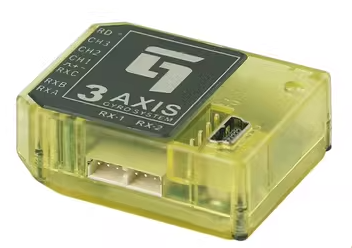 RD
CH3
CH2
CH1
RXC
RXB
RXA
3 AXIS
GYRO SYSTEM
RX-1 RX-2